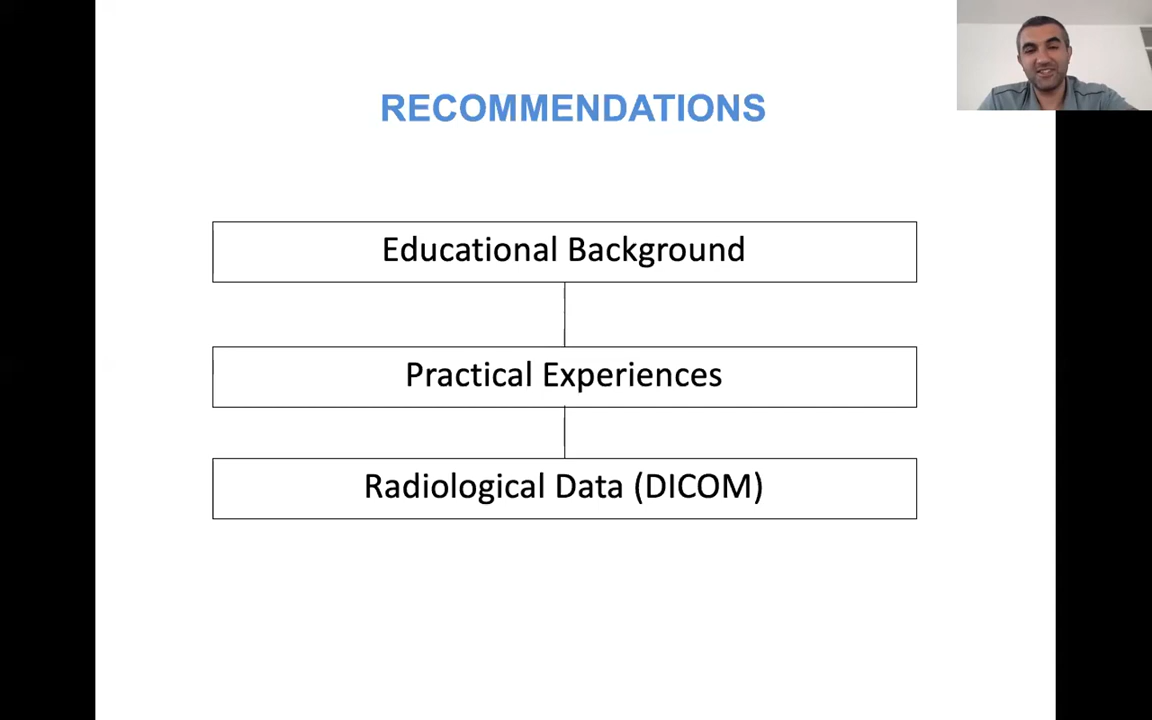 RECOMMENDATIONS
Educational Background
Practical Experiences
Radiological Data (DICOM)